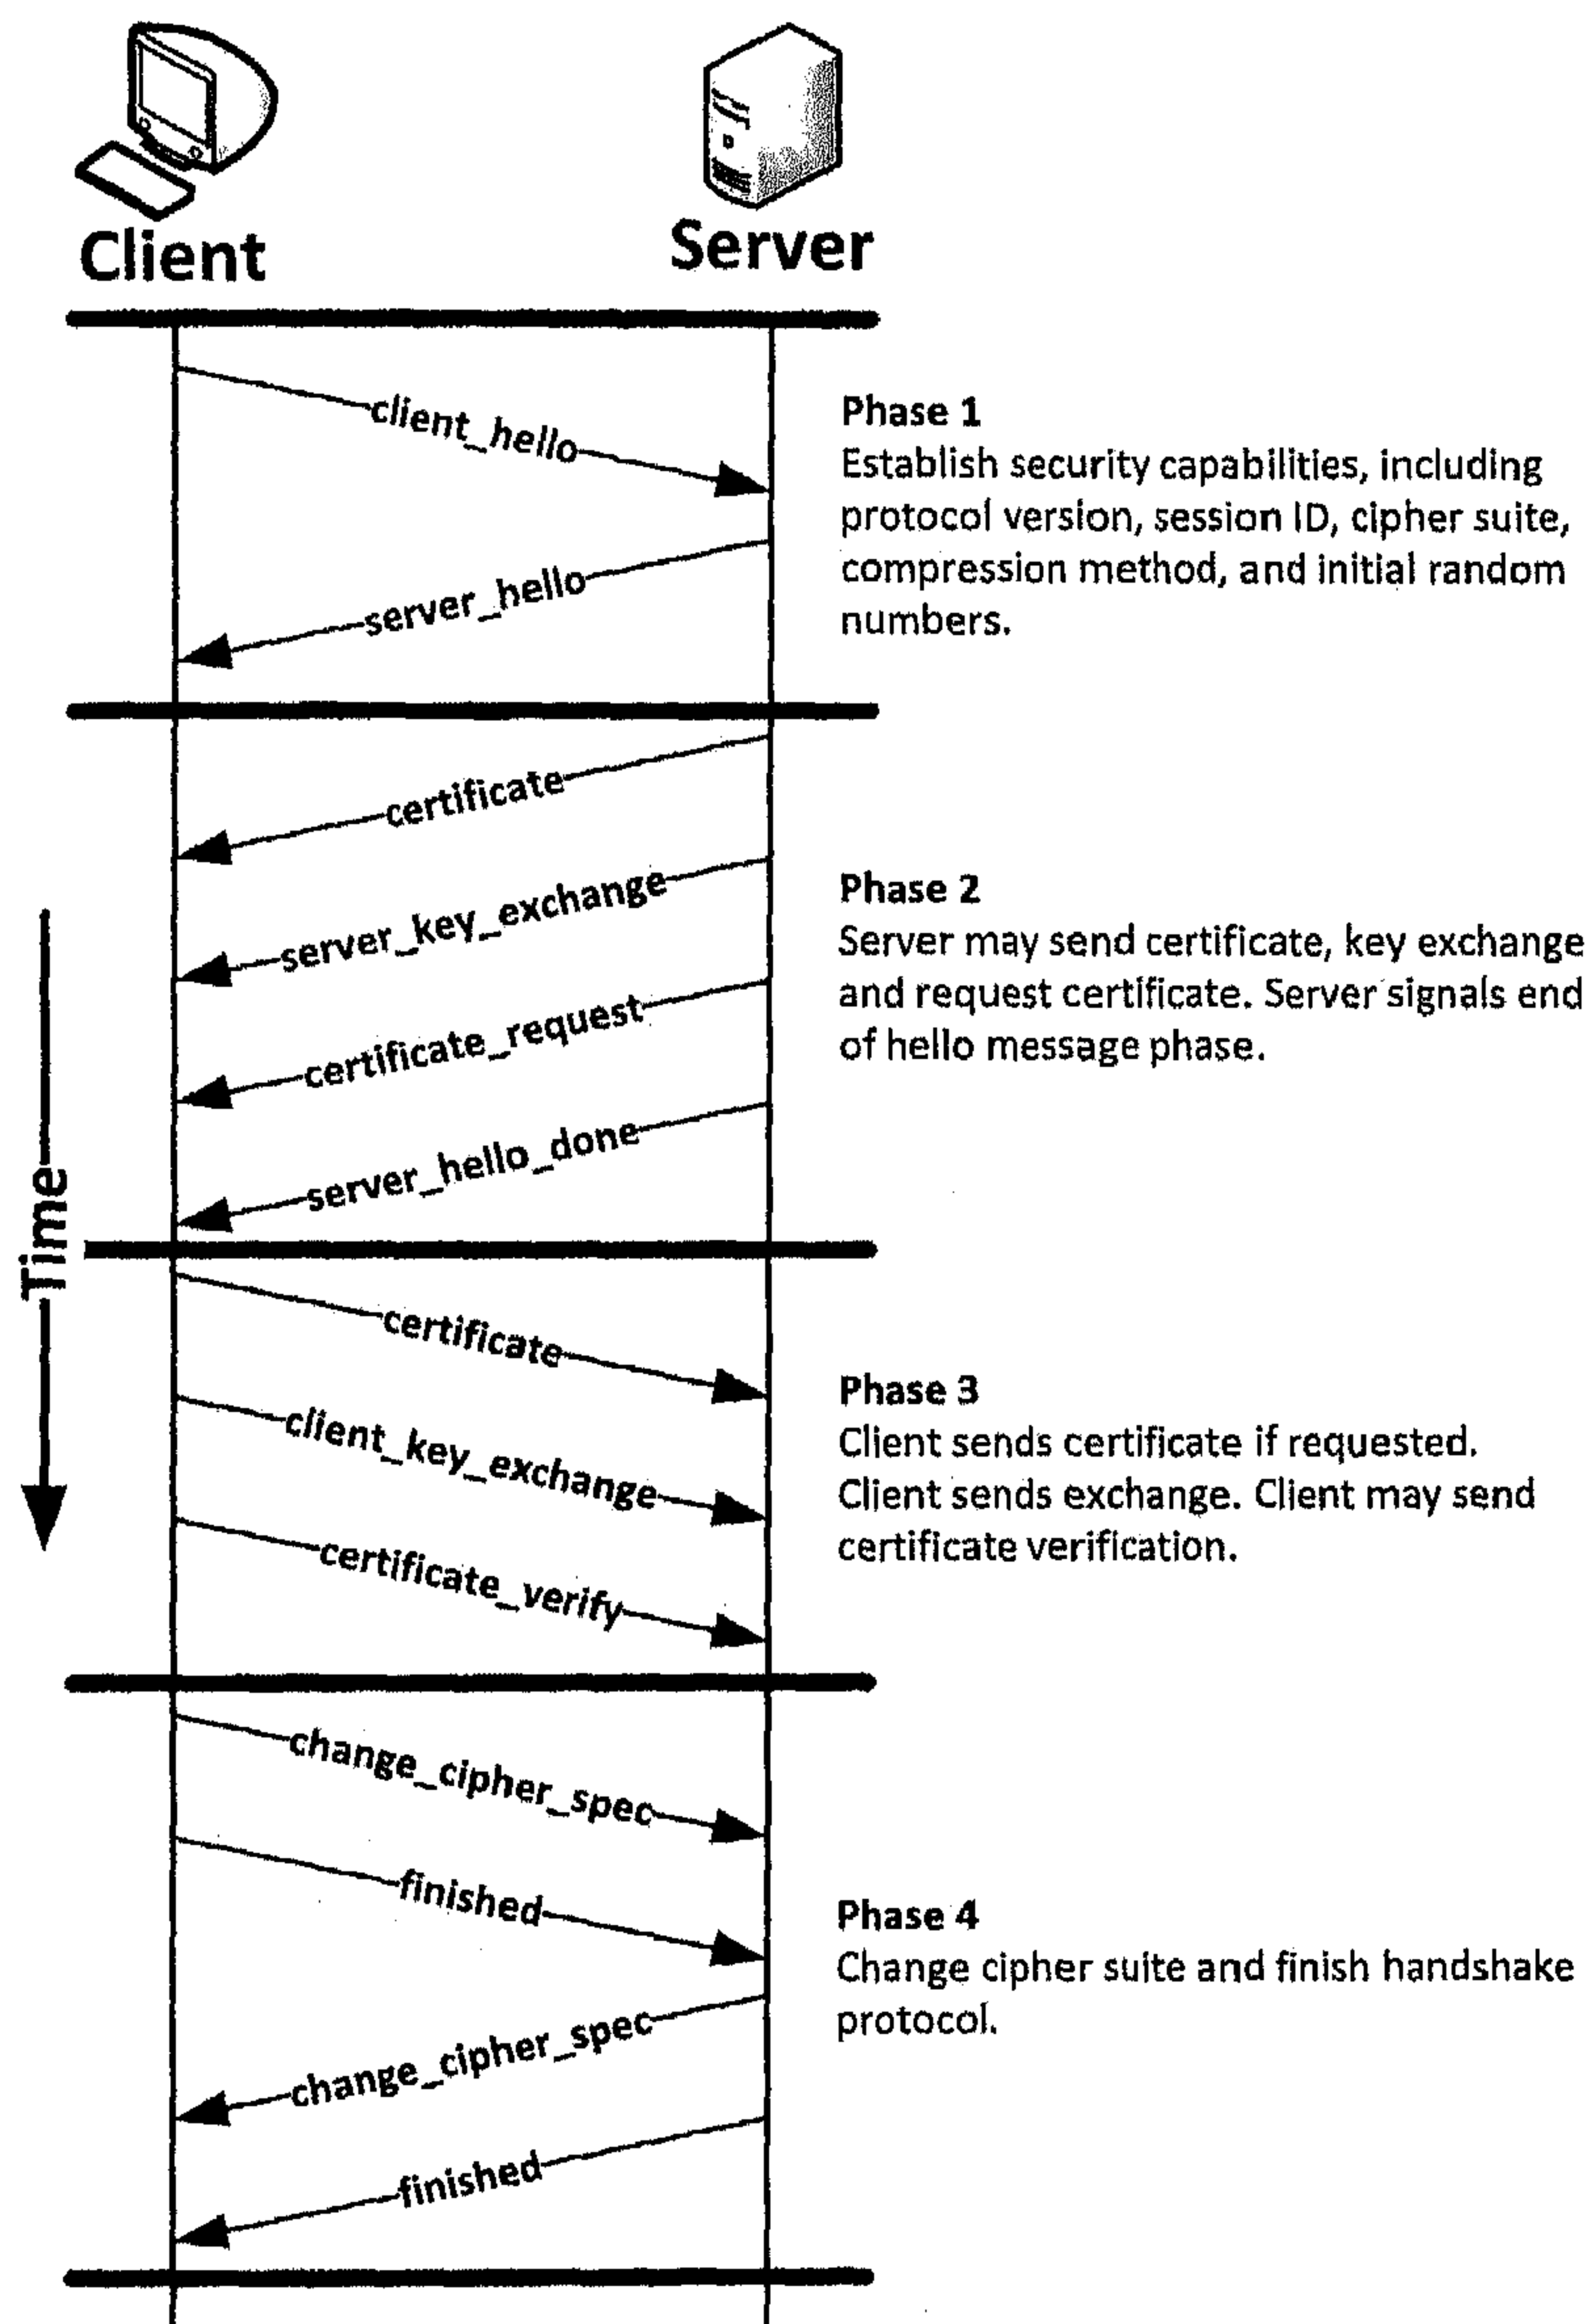 Client
Server
client_hello
Phase 1
Establish security capabilities, including
protocol version, session ID, cipher suite,
compression method, and initial random
numbers.
server_hello
certificate
server_key_exchange
Phase 2
Server may send certificate, key exchange
and request certificate. Server signals end
of hello message phase.
certificate_request
server_hello_done
Time
certificate
client_key_exchange
Phase 3
Client sends certificate if requested.
Client sends exchange. Client may send
certificate verification.
certificate_verify
change_cipher_spec
finished
Phase 4
Change cipher suite and finish handshake
protocol.
change_cipher_spec
finished